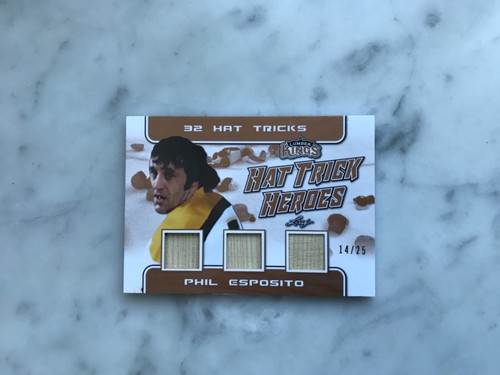 32 HAT TRICKS
LUMBER
KINGS
HAT TRICK
HEROES
Leaf
14/25
PHIL ESPOSITO